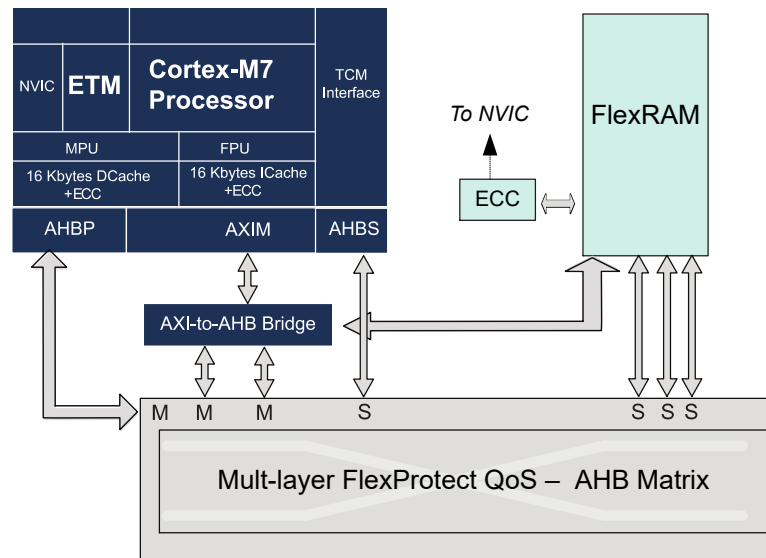 NVIC
ETM
Cortex-M7
Processor
TCM
Interface
MPU
FPU
16 Kbytes DCache
+ECC
16 Kbytes ICache
+ECC
AHBP
AXIM
AHBS
To NVIC
ECC
FlexRAM
AXI-to-AHB Bridge
M M M S S S S
Mult-layer FlexProtect QoS – AHB Matrix